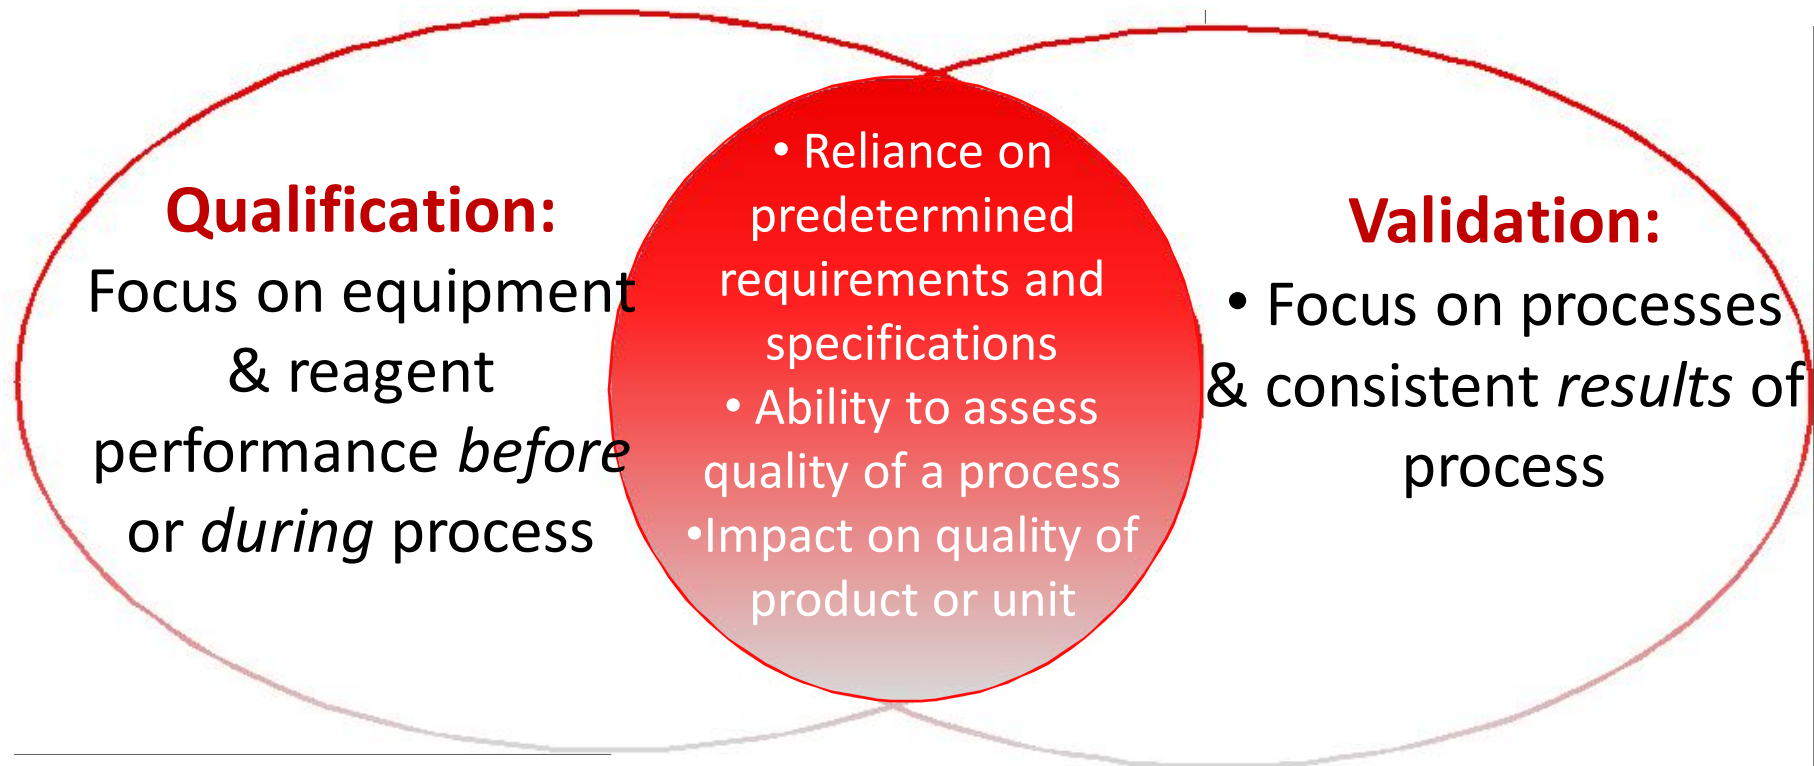 Qualification:
Focus on equipment
& reagent
performance before
or during process
• Reliance on
predetermined
requirements and
specifications
• Ability to assess
quality of a process
•Impact on quality of
product or unit
Validation:
• Focus on processes
& consistent results of
process